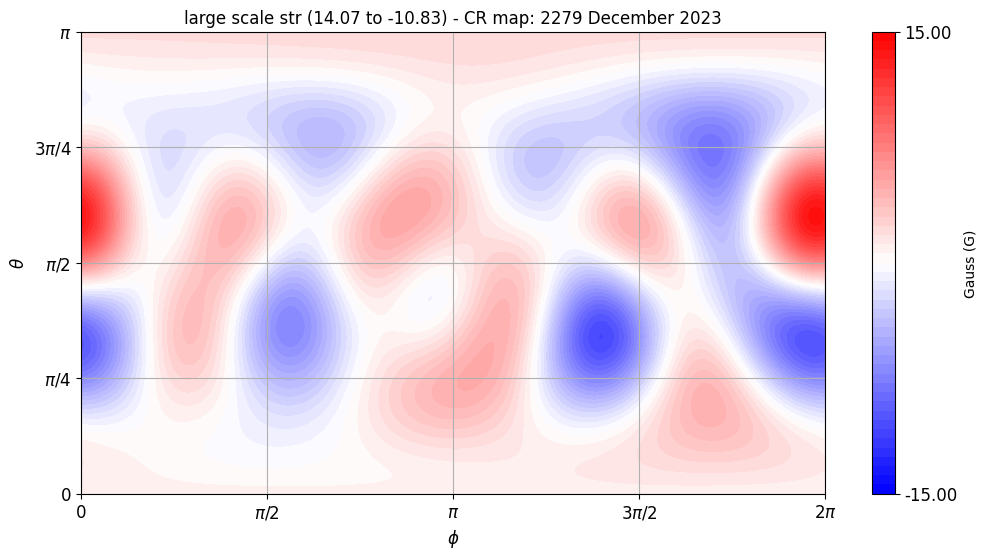 large scale str (14.07 to -10.83) - CR map: 2279 December 2023
π
3π/4
π/2
π/4
0
θ
0
π/2
π
3π/2
2π
ϕ
15.00
-15.00
Gauss (G)